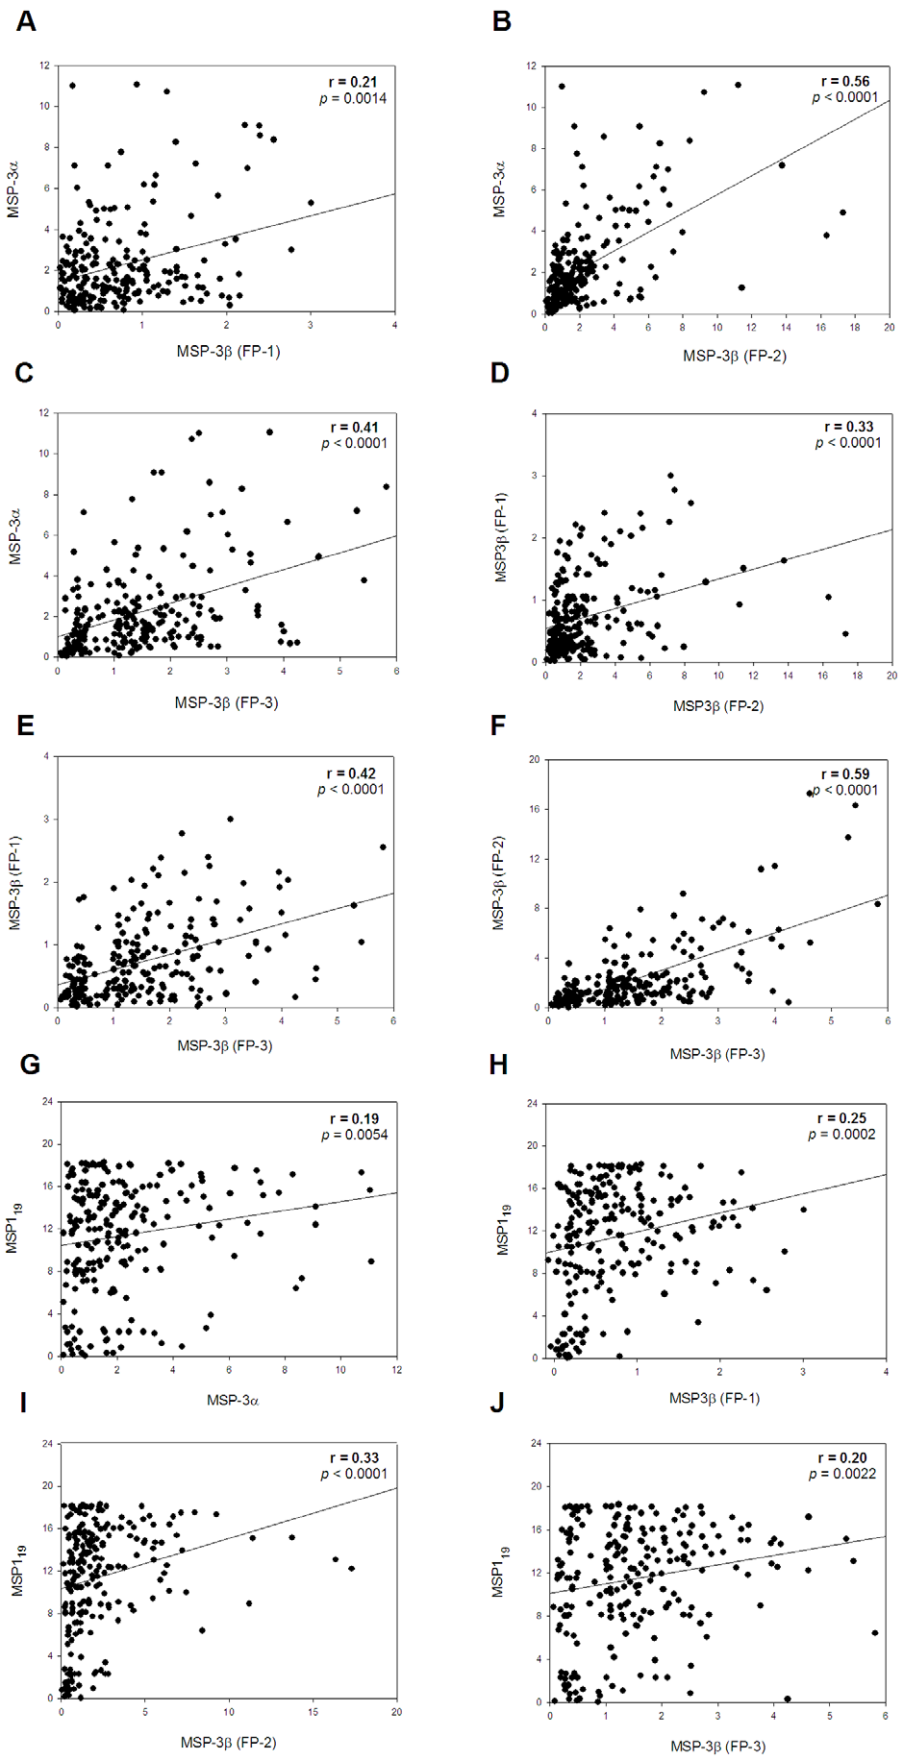 A
B
r = 0.21
p = 0.0014
MSP-3α
12
10
8
6
4
2
0
0 1 2 3 4
MSP-3β (FP-1)
r = 0.56
p < 0.0001
MSP-3α
12
10
8
6
4
2
0
0 2 4 6 8 10 12 14 16 18 20
MSP-3β (FP-2)
C
D
r = 0.41
p < 0.0001
MSP-3α
12
10
8
6
4
2
0
0 1 2 3 4 5 6
MSP-3β (FP-3)
r = 0.33
p < 0.0001
MSP3β (FP-1)
4
3
2
1
0
0 2 4 6 8 10 12 14 16 18 20
MSP3β (FP-2)
E
F
r = 0.42
p < 0.0001
MSP-3β (FP-1)
4
3
2
1
0
0 1 2 3 4 5 6
MSP-3β (FP-3)
r = 0.59
p < 0.0001
MSP-3β (FP-2)
20
16
12
8
4
0
0 1 2 3 4 5 6
MSP-3β (FP-3)
G
H
r = 0.19
p = 0.0054
MSP1₁₉
24
20
16
12
8
4
0
0 2 4 6 8 10 12
MSP-3α
r = 0.25
p = 0.0002
MSP1₁₉
24
20
16
12
8
4
0
0 1 2 3 4
MSP3β (FP-1)
I
J
r = 0.33
p < 0.0001
MSP1₁₉
24
20
16
12
8
4
0
0 5 10 15 20
MSP-3β (FP-2)
r = 0.20
p = 0.0022
MSP1₁₉
24
20
16
12
8
4
0
0 1 2 3 4 5 6
MSP-3β (FP-3)